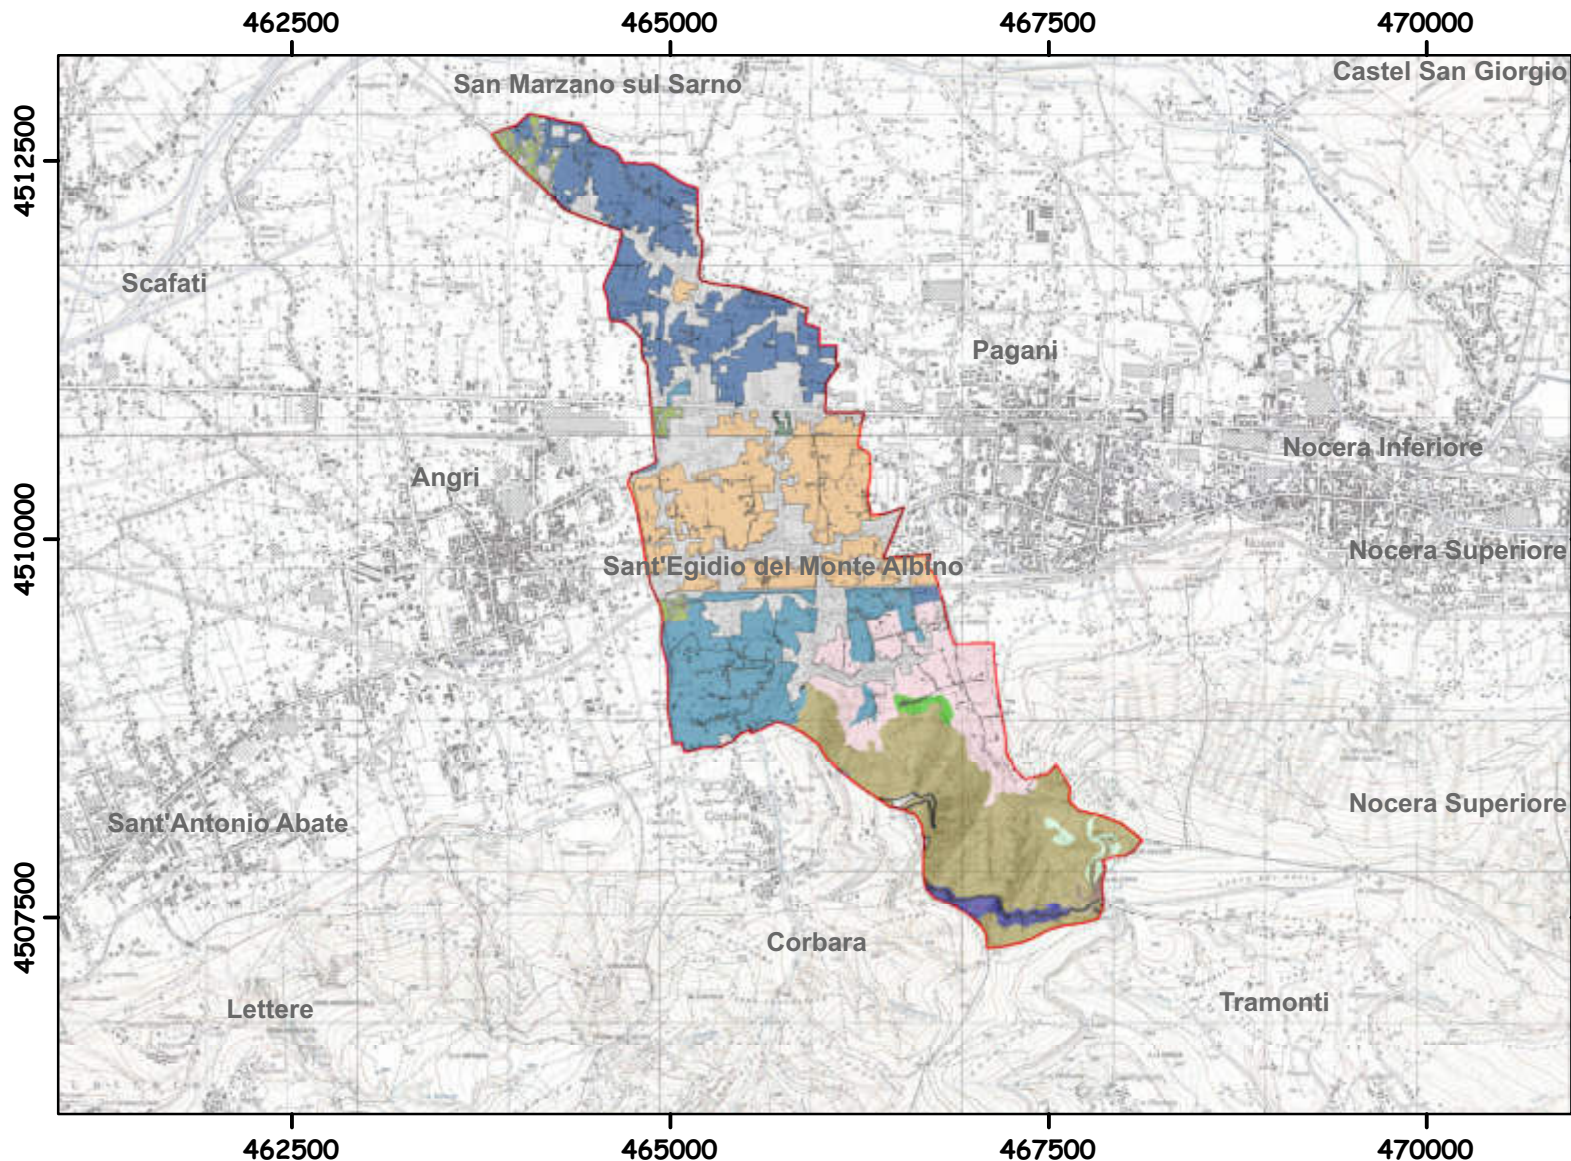 462500 465000 467500 470000
Castel San Giorgio
San Marzano sul Sarno
4512500
Scafati
Pagani
Nocera Inferiore
Angri
4510000
Nocera Superiore
Sant'Egidio del Monte Albino
Nocera Superiore
Sant'Antonio Abate
4507500
Corbara
Lettere
Tramonti
462500 465000 467500 470000